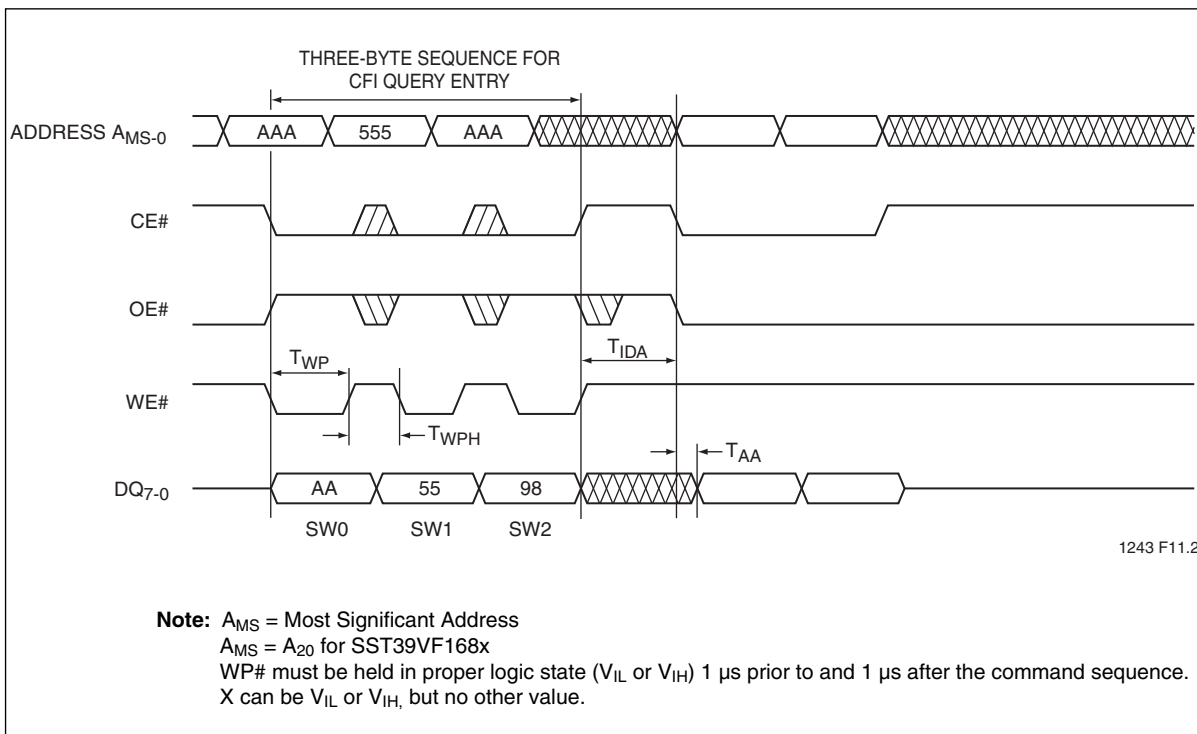 THREE-BYTE SEQUENCE FOR
CFI QUERY ENTRY
ADDRESS AMS-0
AAA
555
AAA
CE#
OE#
TWP
TIDA
WE#
TWPH
TAA
DQ7-0
AA
55
98
SW0
SW1
SW2
1243 F11.2
Note: AMS = Most Significant Address
AMS = A20 for SST39VF168x
WP# must be held in proper logic state (VIL or VIH) 1 µs prior to and 1 µs after the command sequence.
X can be VIL or VIH, but no other value.